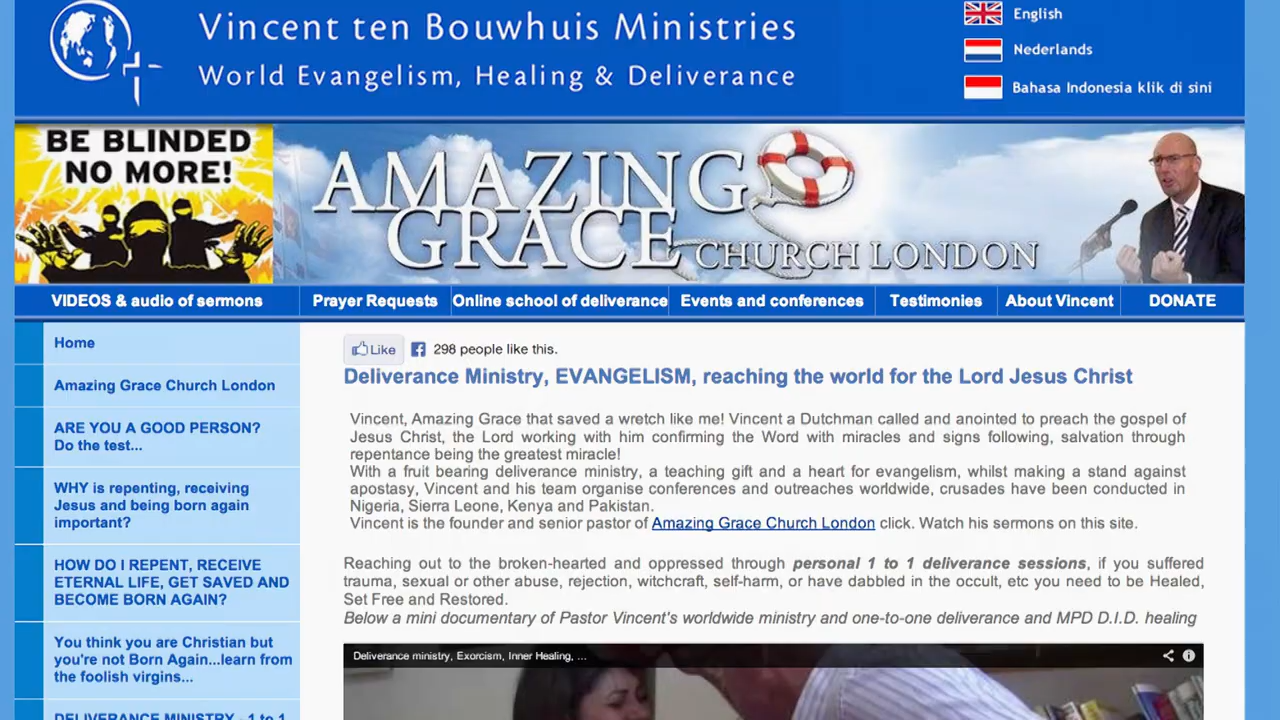 Vincent ten Bouwhuis Ministries
World Evangelism, Healing & Deliverance
English
Nederlands
Bahasa Indonesia klik di sini
BE BLINDED
NO MORE!
AMAZING
GRACE
CHURCH LONDON
VIDEOS & audio of sermons
Prayer Requests
Online school of deliverance
Events and conferences
Testimonies
About Vincent
DONATE
Home
Amazing Grace Church London
ARE YOU A GOOD PERSON?
Do the test...
WHY is repenting, receiving
Jesus and being born again
important?
HOW DO I REPENT, RECEIVE
ETERNAL LIFE, GET SAVED AND
BECOME BORN AGAIN?
You think you are Christian but
you're not Born Again...learn from
the foolish virgins...
DELIVERANCE MINISTRY - 1 to 1
Like
298 people like this.
Deliverance Ministry, EVANGELISM, reaching the world for the Lord Jesus Christ
Vincent, Amazing Grace that saved a wretch like me! Vincent a Dutchman called and anointed to preach the gospel of
Jesus Christ, the Lord working with him confirming the Word with miracles and signs following, salvation through
repentance being the greatest miracle!
With a fruit bearing deliverance ministry, a teaching gift and a heart for evangelism, whilst making a stand against
apostasy, Vincent and his team organise conferences and outreaches worldwide, crusades have been conducted in
Nigeria, Sierra Leone, Kenya and Pakistan.
Vincent is the founder and senior pastor of Amazing Grace Church London click. Watch his sermons on this site.
Reaching out to the broken-hearted and oppressed through personal 1 to 1 deliverance sessions, if you suffered
trauma, sexual or other abuse, rejection, witchcraft, self-harm, or have dabbled in the occult, etc you need to be Healed,
Set Free and Restored.
Below a mini documentary of Pastor Vincent's worldwide ministry and one-to-one deliverance and MPD D.I.D. healing
Deliverance ministry, Exorcism, Inner Healing, ...